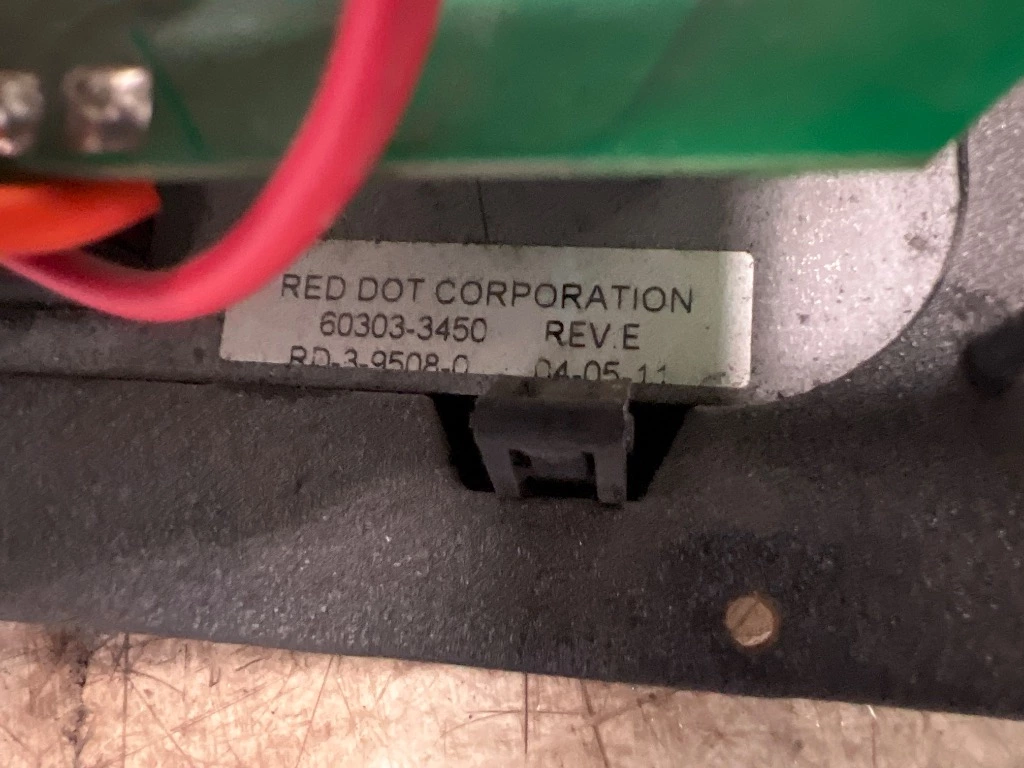 RED DOT CORPORATION
60303-3450 REV.E
RD-3-9508-0 04-05-11